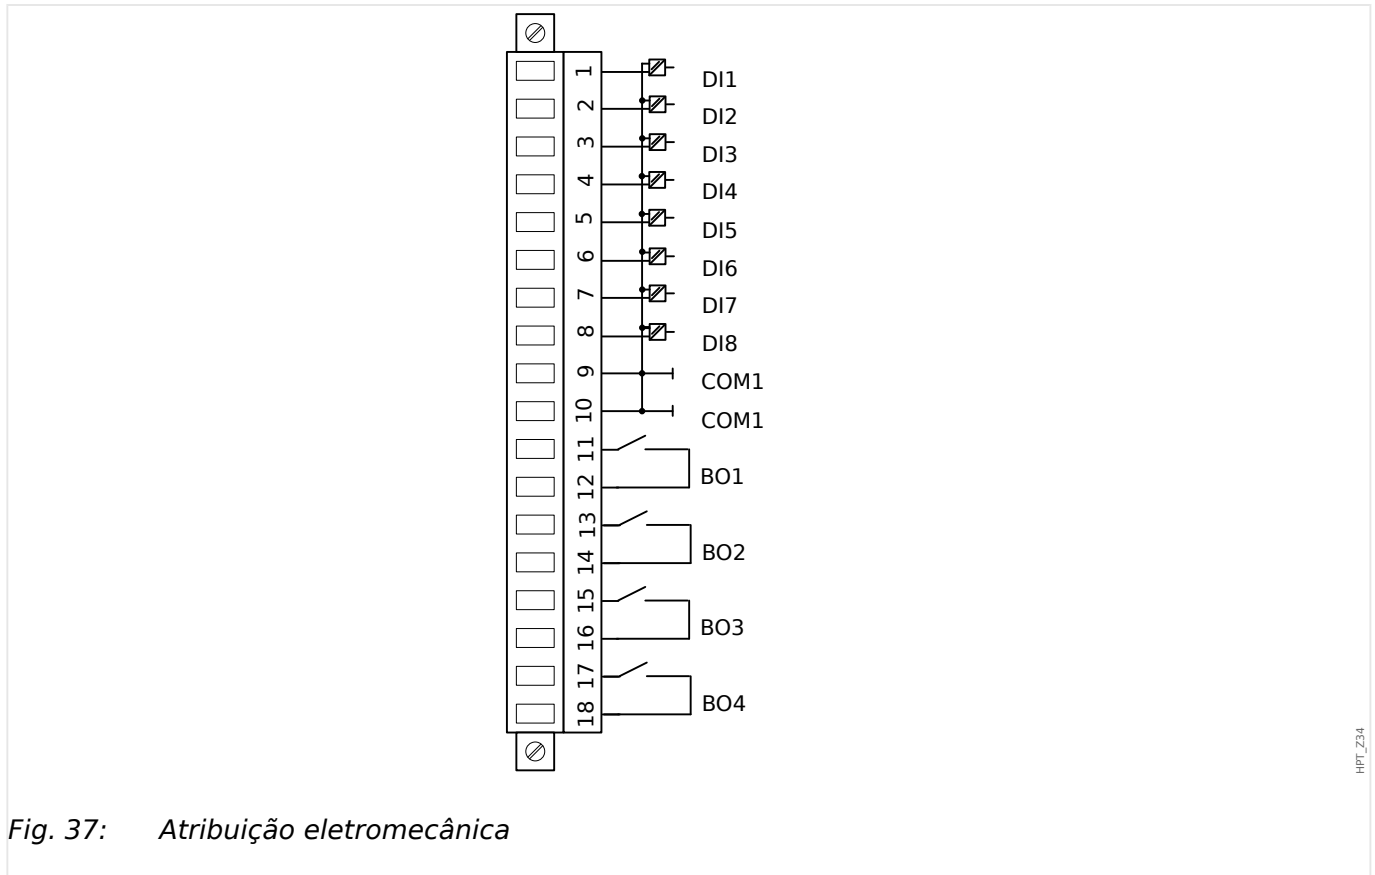 1 DI1
2 DI2
3 DI3
4 DI4
5 DI5
6 DI6
7 DI7
8 DI8
9 COM1
10 COM1
11
BO1
12
13
BO2
14
15
BO3
16
17
BO4
18
HPT_Z34
Fig. 37: Atribuição eletromecânica